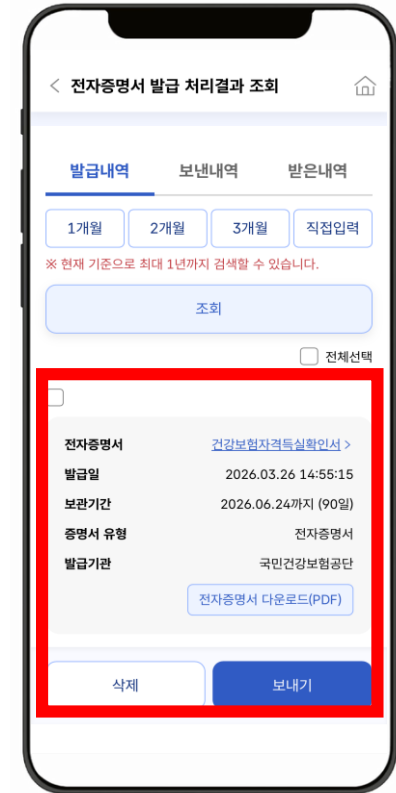 < 전자증명서 발급 처리결과 조회
발급내역 보낸내역 받은내역
1개월 2개월 3개월 직접입력
※ 현재 기준으로 최대 1년까지 검색할 수 있습니다.
조회
전체선택
전자증명서 건강보험자격득실확인서 >
발급일 2026.03.26 14:55:15
보관기간 2026.06.24까지 (90일)
증명서 유형 전자증명서
발급기관 국민건강보험공단
전자증명서 다운로드(PDF)
삭제 보내기